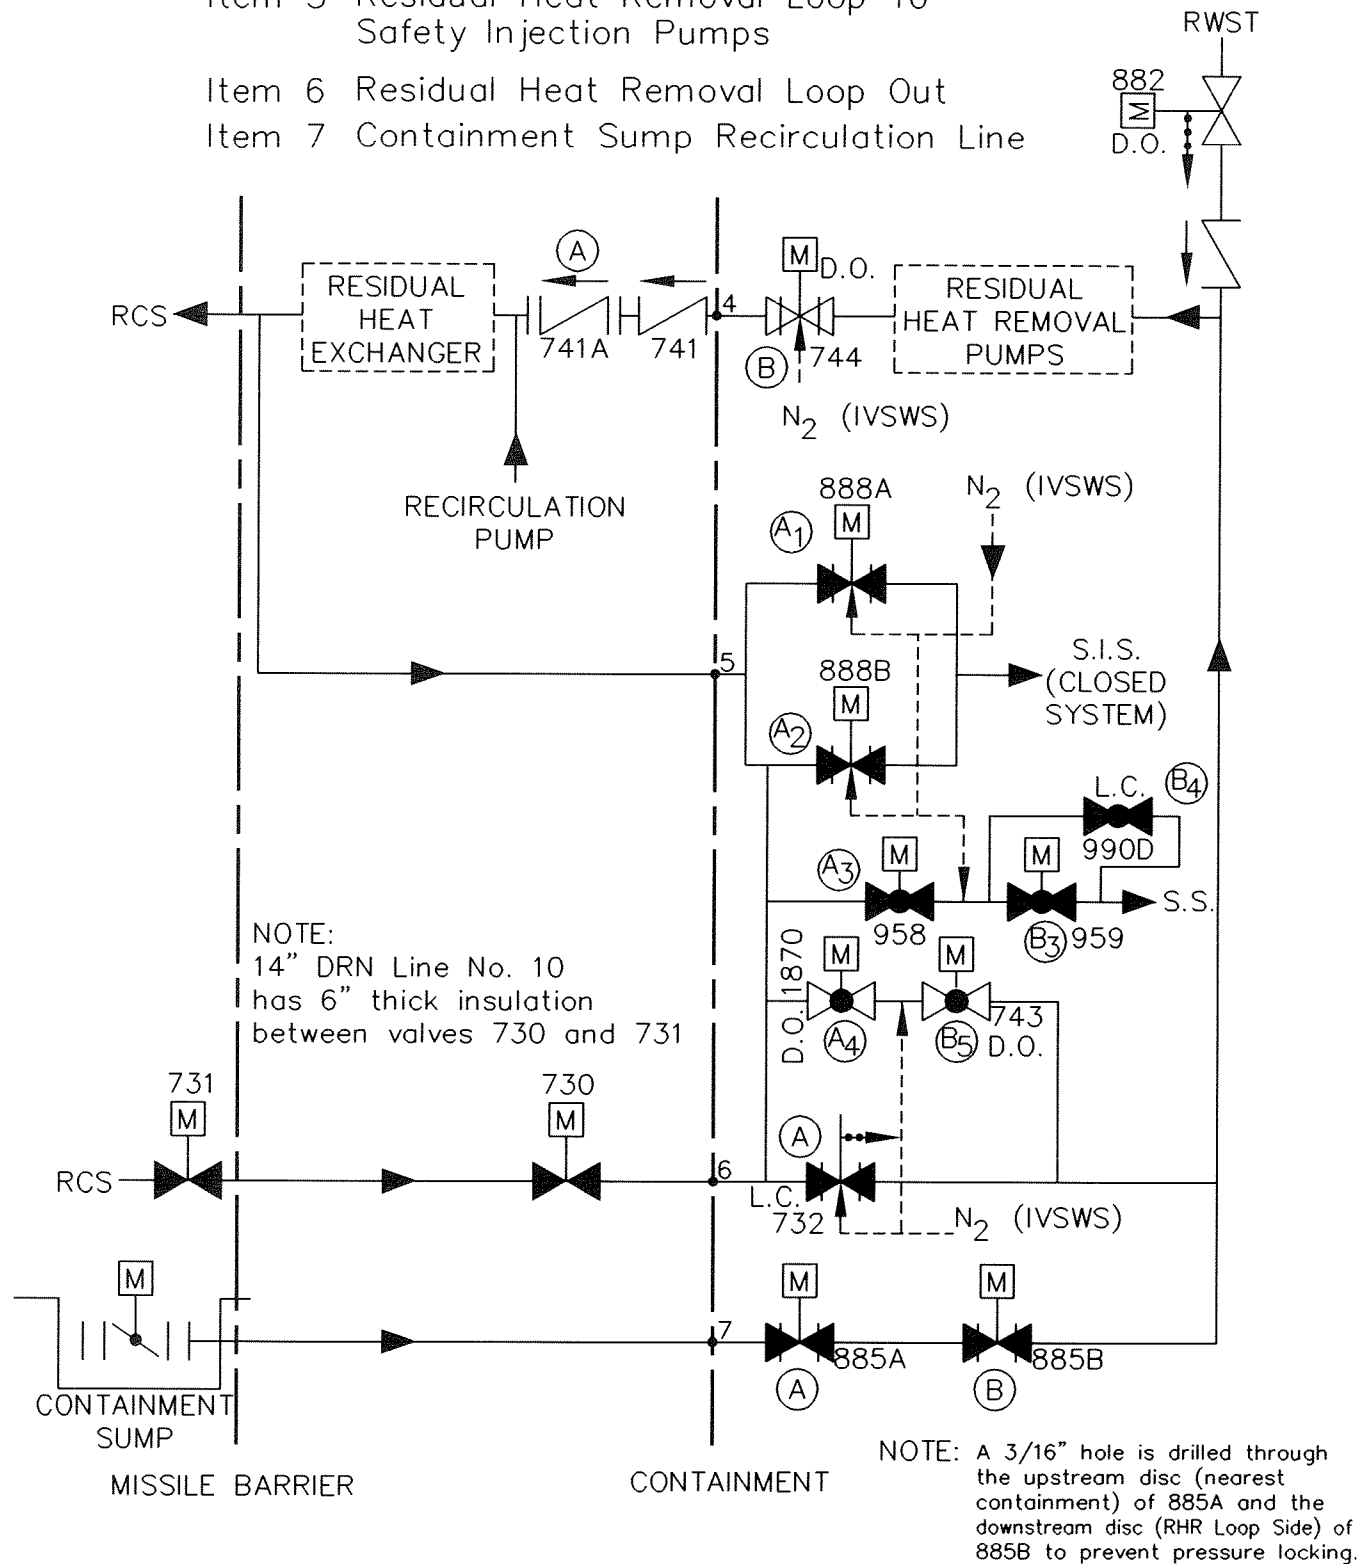 Item 5 Residual Heat Removal Loop To
Safety Injection Pumps
Item 6 Residual Heat Removal Loop Out
Item 7 Containment Sump Recirculation Line
RWST
882
M
D.O.
A
M
D.O.
RESIDUAL
HEAT
EXCHANGER
RESIDUAL
HEAT REMOVAL
PUMPS
RCS
4
741A
741
B
744
N2 (IVSWS)
RECIRCULATION
PUMP
888A
N2 (IVSWS)
A1
M
5
888B
S.I.S.
(CLOSED
SYSTEM)
M
A2
L.C.
B4
990D
A3
M
M
S.S.
958
B3
959
NOTE:
14" DRN Line No. 10
has 6" thick insulation
between valves 730 and 731
D.O. 1870
M
M
743
A4
B5
D.O.
731
730
M
M
A
RCS
6
L.C.
732
N2 (IVSWS)
M
M
M
7
885A
885B
A
B
CONTAINMENT
SUMP
MISSILE BARRIER
CONTAINMENT
NOTE: A 3/16" hole is drilled through
the upstream disc (nearest
containment) of 885A and the
downstream disc (RHR Loop Side) of
885B to prevent pressure locking.